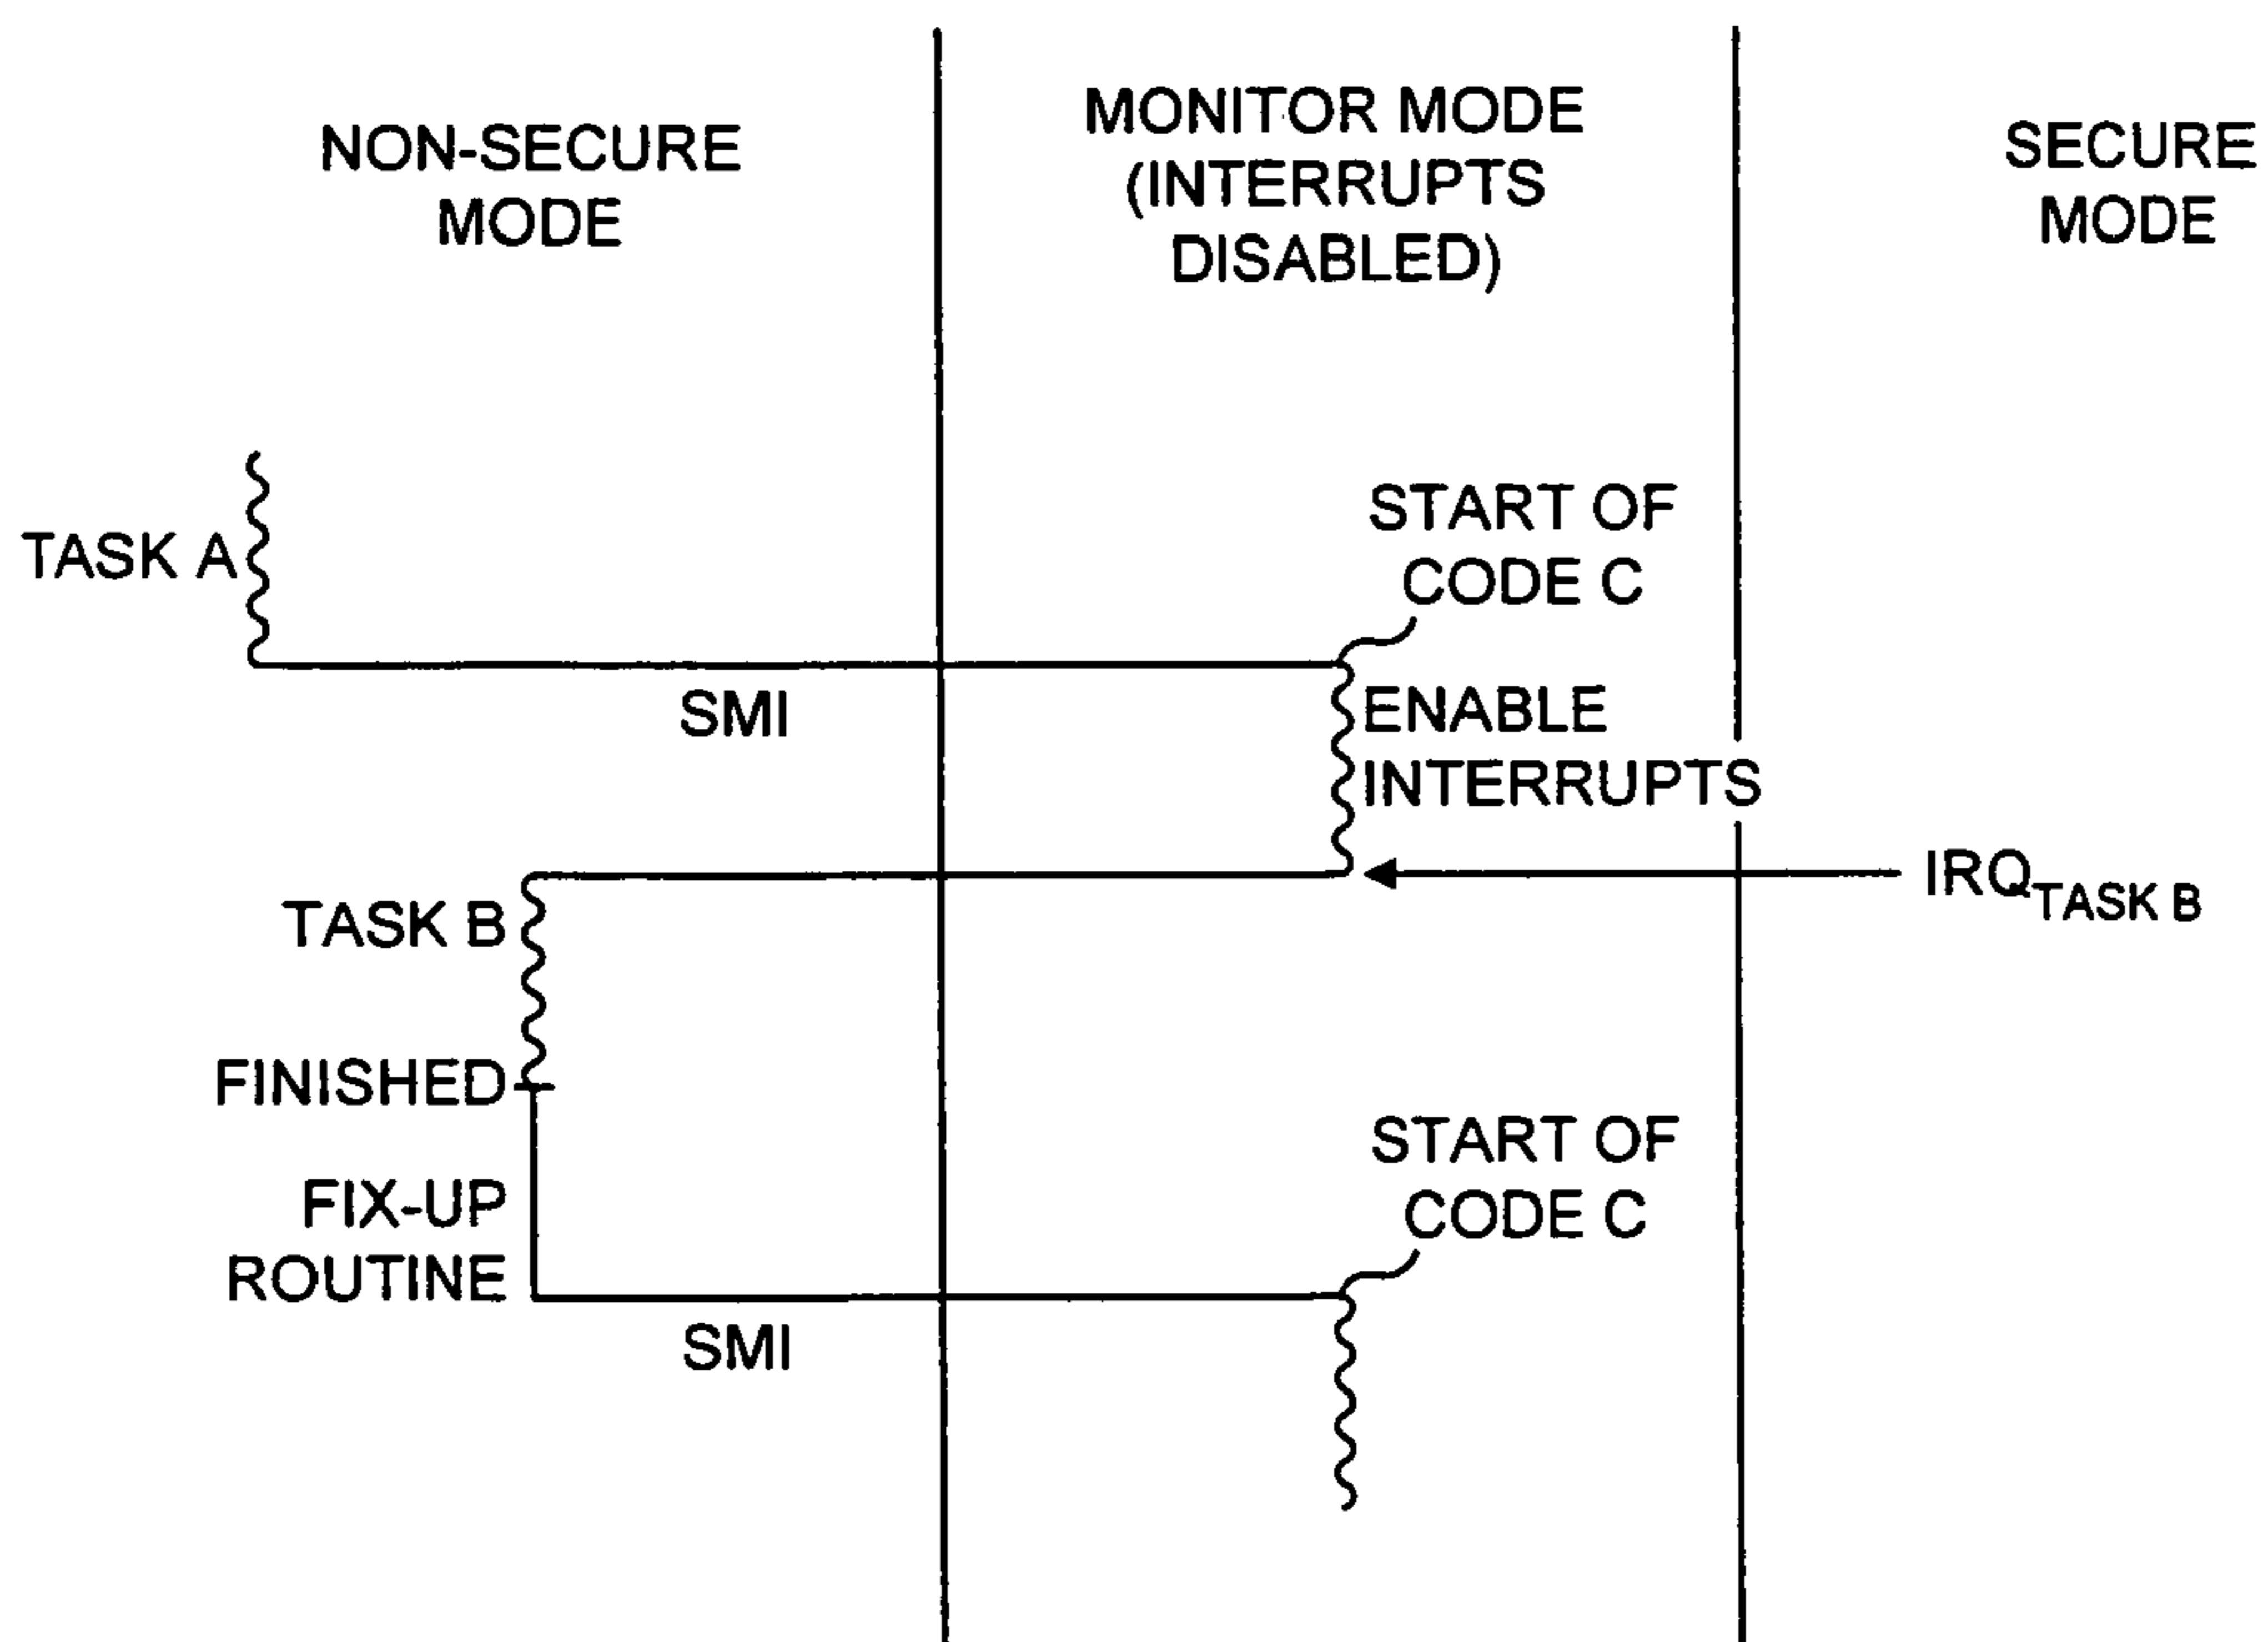 NON-SECURE
MODE
MONITOR MODE
(INTERRUPTS
DISABLED)
SECURE
MODE
TASK A
START OF
CODE C
SMI
ENABLE
INTERRUPTS
IRQTASK B
TASK B
FINISHED
FIX-UP
ROUTINE
START OF
CODE C
SMI